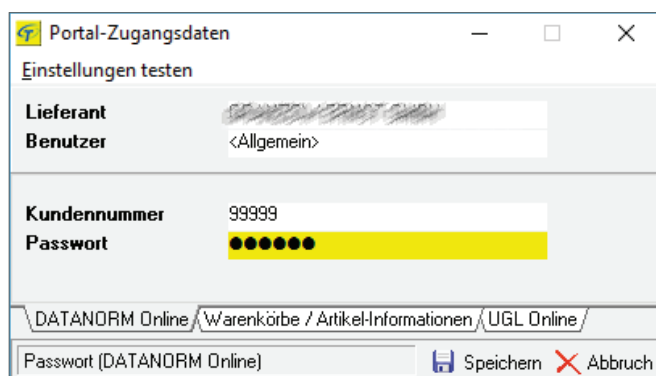 Portal-Zugangsdaten
Einstellungen testen
Lieferant
Benutzer <Allgemein>
Kundennummer 99999
Passwort ●●●●●●
DATANORM Online Warenkörbe / Artikel-Informationen UGL Online
Passwort (DATANORM Online) Speichern Abbruch